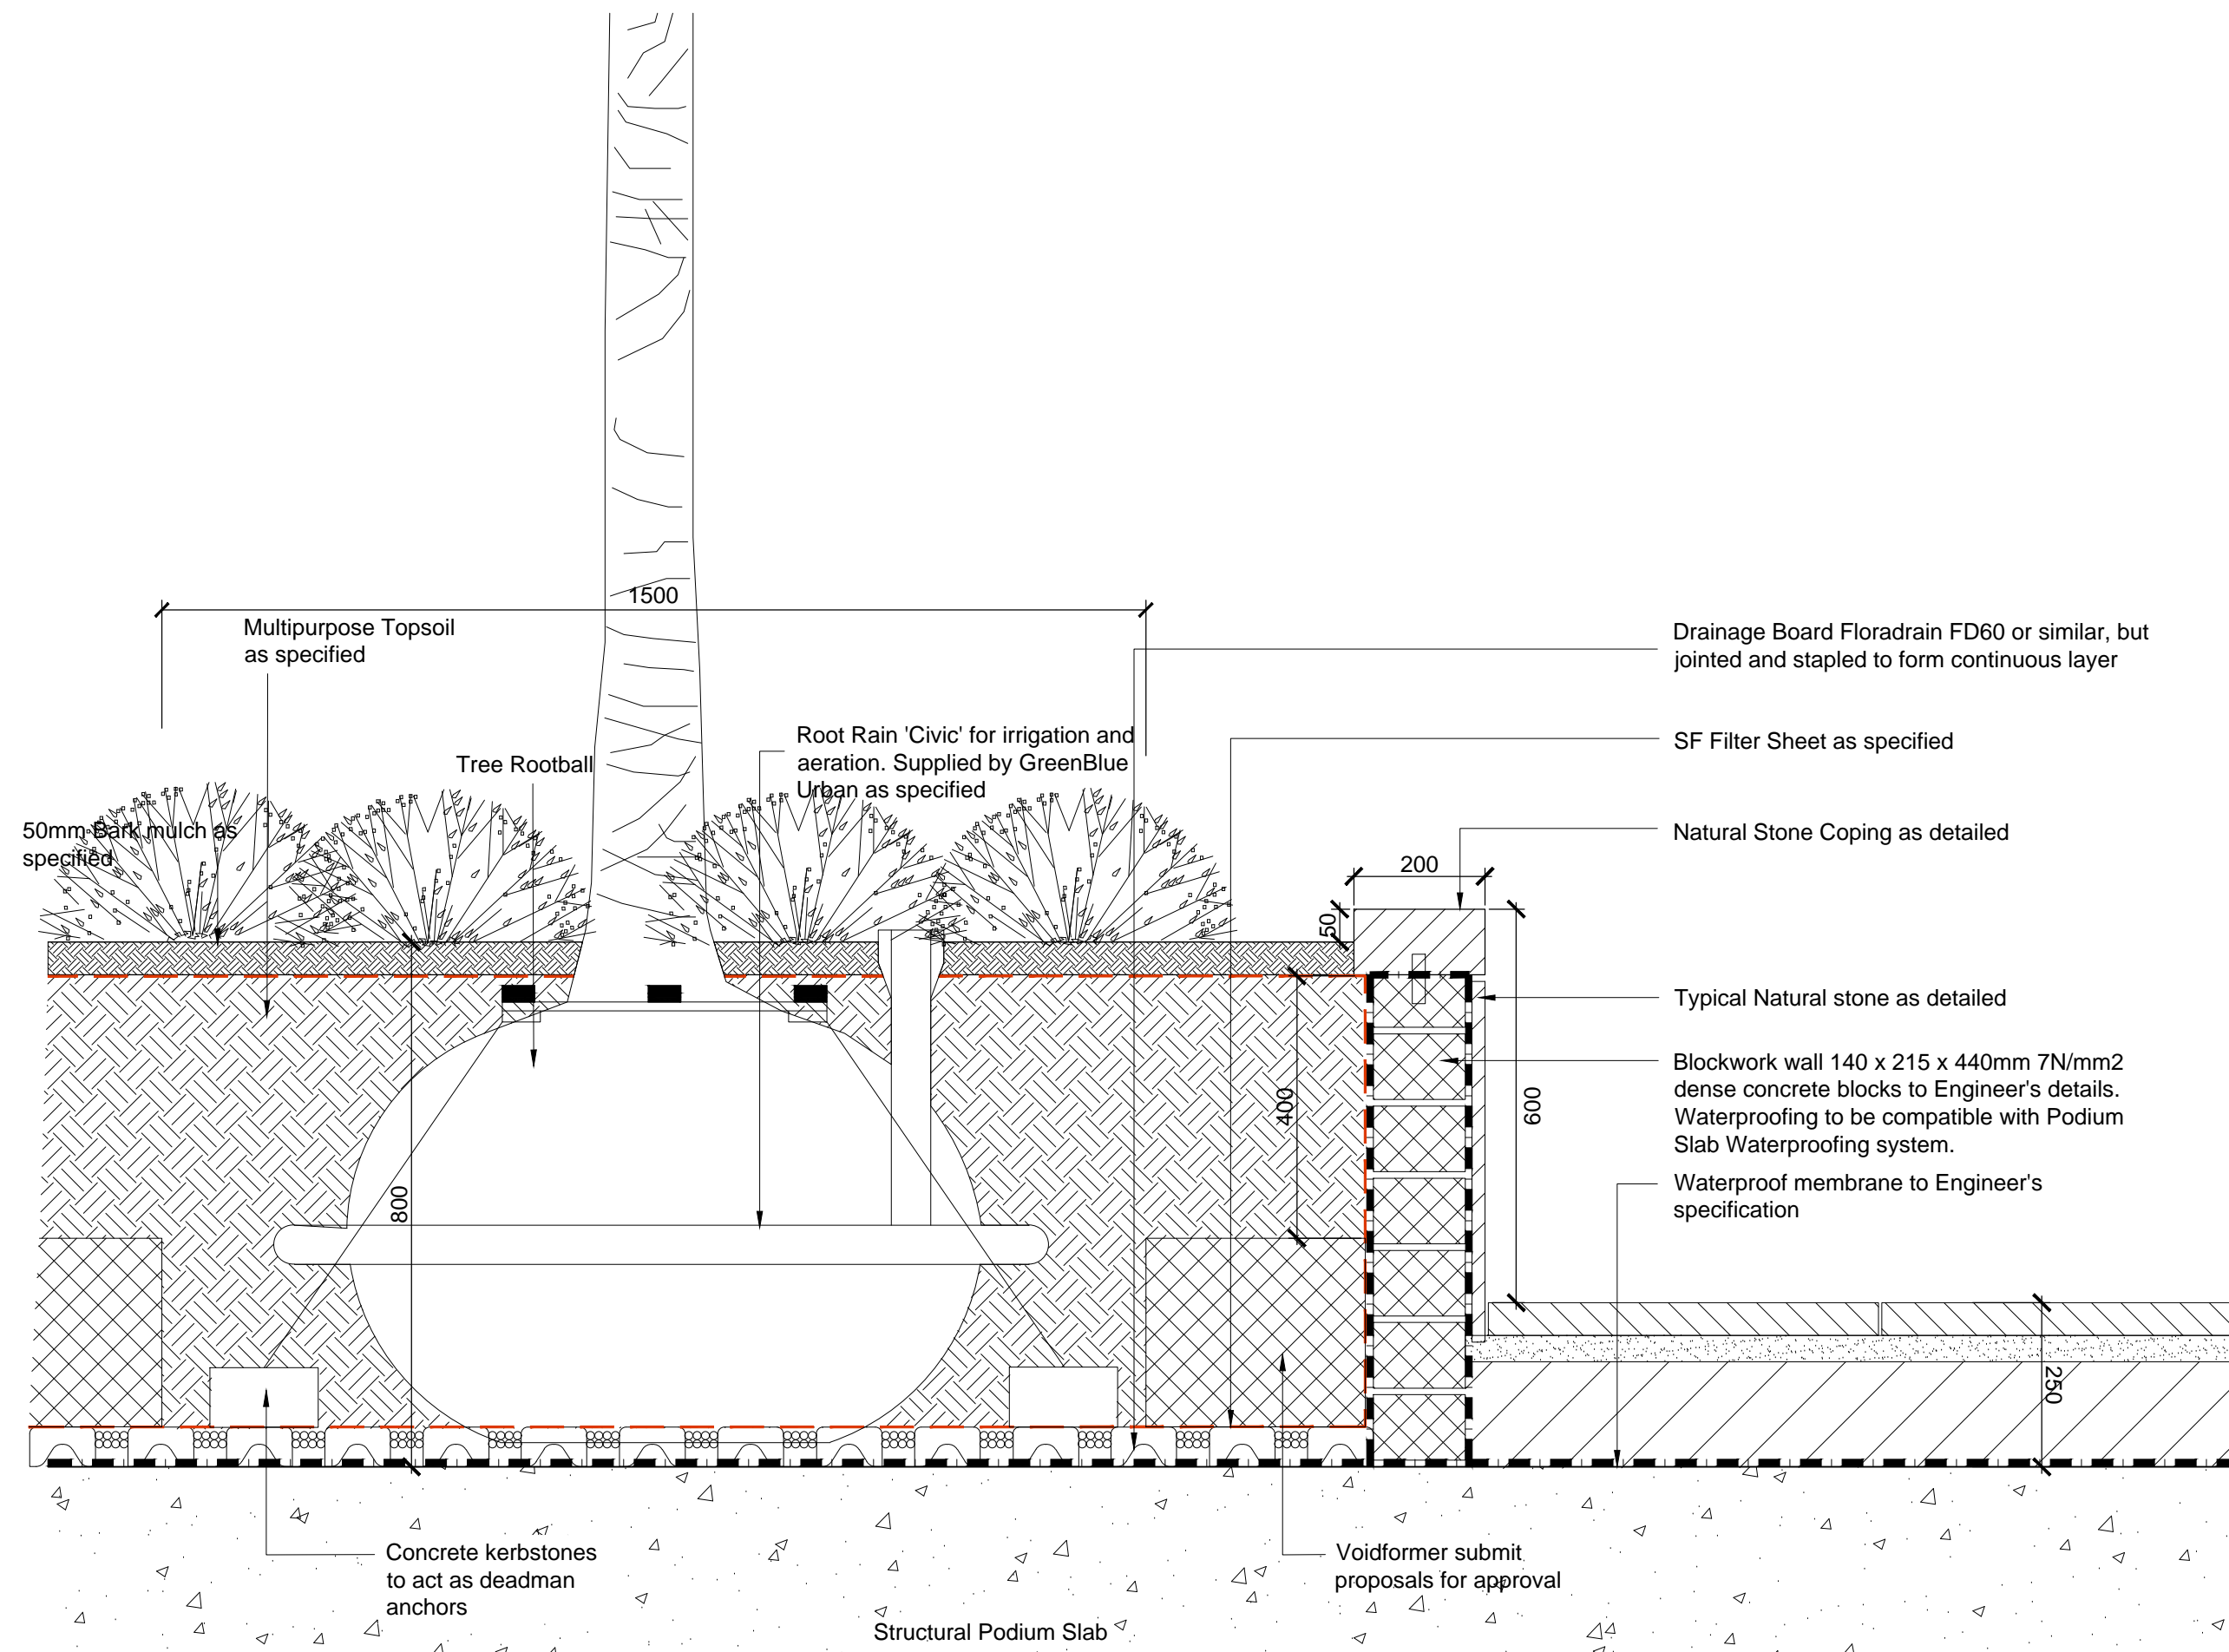 1500
Multipurpose Topsoil
as specified
Tree Rootball
Root Rain 'Civic' for irrigation and
aeration. Supplied by GreenBlue
Urban as specified
50mm Bark mulch as
specified
Drainage Board Floradrain FD60 or similar, but
jointed and stapled to form continuous layer
SF Filter Sheet as specified
Natural Stone Coping as detailed
200
50
Typical Natural stone as detailed
Blockwork wall 140 x 215 x 440mm 7N/mm2
dense concrete blocks to Engineer's details.
Waterproofing to be compatible with Podium
Slab Waterproofing system.
Waterproof membrane to Engineer's
specification
400
600
800
250
Concrete kerbstones
to act as deadman
anchors
Voidformer submit
proposals for approval
Structural Podium Slab